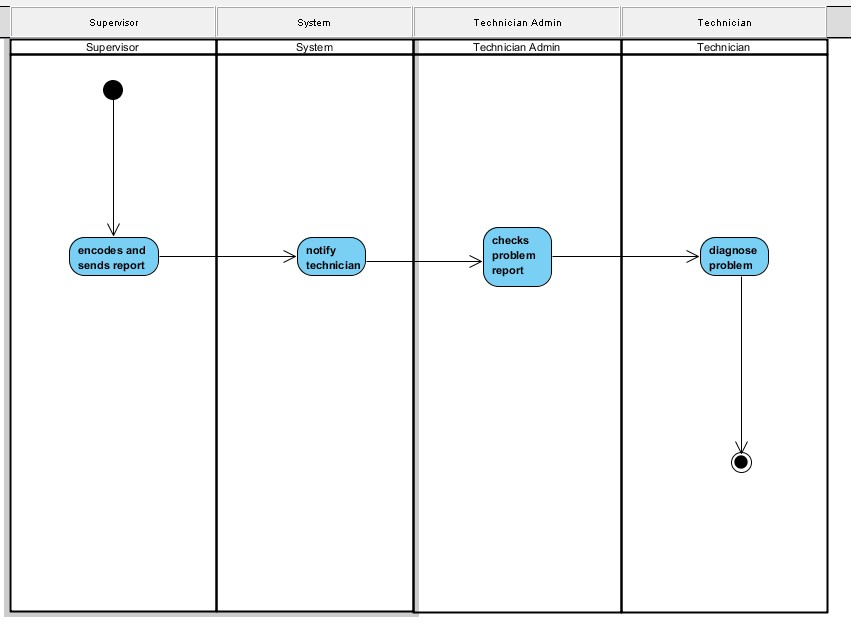 Supervisor
System
Technician Admin
Technician
Supervisor
System
Technician Admin
Technician
encodes and
sends report
notify
technician
checks
problem
report
diagnose
problem